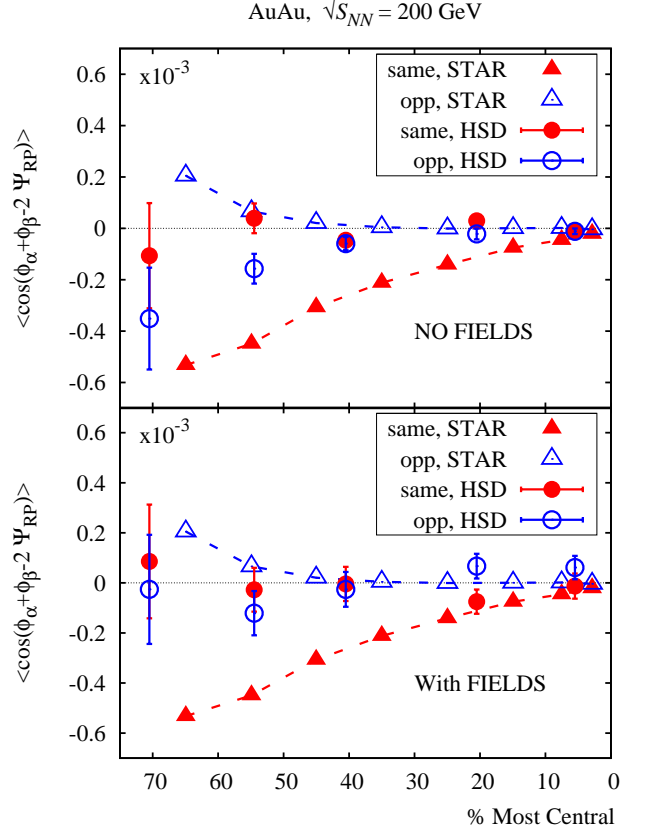 AuAu, √S_NN = 200 GeV
x10⁻³
same, STAR
opp, STAR
same, HSD
opp, HSD
NO FIELDS
<cos(ϕ_α+ϕ_β-2 Ψ_RP)>
0.6
0.4
0.2
0
-0.2
-0.4
-0.6
x10⁻³
same, STAR
opp, STAR
same, HSD
opp, HSD
With FIELDS
<cos(ϕ_α+ϕ_β-2 Ψ_RP)>
0.6
0.4
0.2
0
-0.2
-0.4
-0.6
70 60 50 40 30 20 10 0
% Most Central